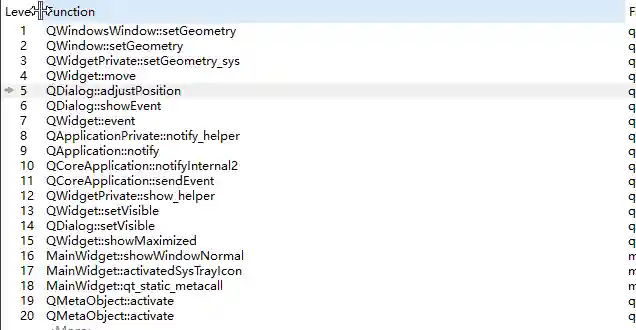 Level Function F
1 QWindowsWindow::setGeometry q
2 QWindow::setGeometry q
3 QWidgetPrivate::setGeometry_sys q
4 QWidget::move q
5 QDialog::adjustPosition q
6 QDialog::showEvent q
7 QWidget::event q
8 QApplicationPrivate::notify_helper q
9 QApplication::notify q
10 QCoreApplication::notifyInternal2 q
11 QCoreApplication::sendEvent q
12 QWidgetPrivate::show_helper q
13 QWidget::setVisible q
14 QDialog::setVisible q
15 QWidget::showMaximized q
16 MainWidget::showWindowNormal m
17 MainWidget::activatedSysTrayIcon m
18 MainWidget::qt_static_metacall m
19 QMetaObject::activate q
20 QMetaObject::activate q